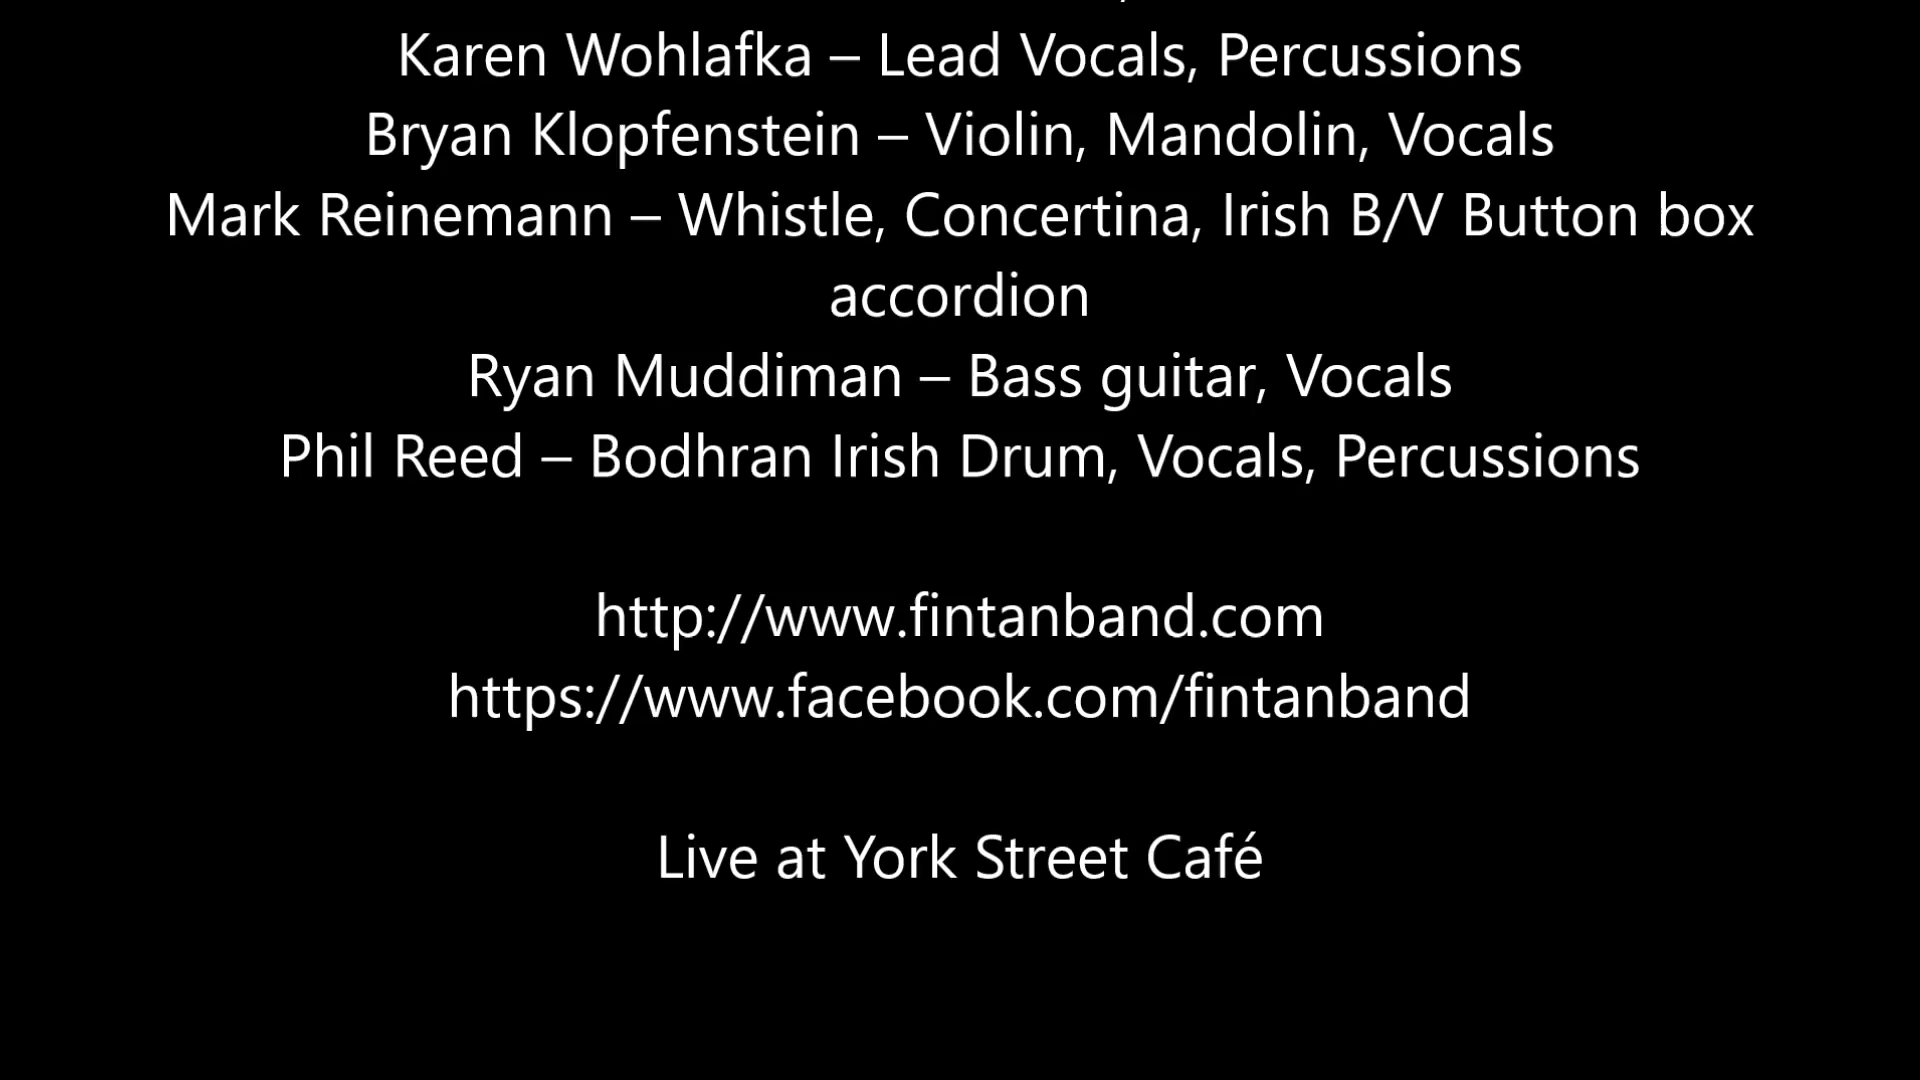 Karen Wohlafka – Lead Vocals, Percussions
Bryan Klopfenstein – Violin, Mandolin, Vocals
Mark Reinemann – Whistle, Concertina, Irish B/V Button box
accordion
Ryan Muddiman – Bass guitar, Vocals
Phil Reed – Bodhran Irish Drum, Vocals, Percussions
http://www.fintanband.com
https://www.facebook.com/fintanband
Live at York Street Café